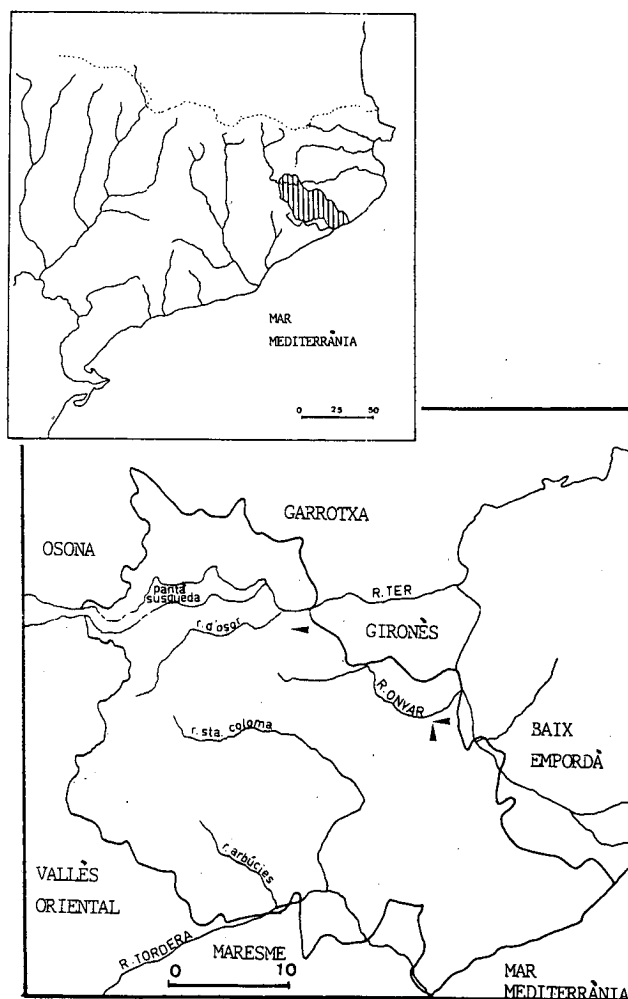 MAR
MEDITERRÀNIA
0 25 50
GARROTXA
OSONA
pantà
susqueda
R. TER
r. d'osor
GIRONÈS
R. ONYAR
r. sta. coloma
BAIX
EMPORDÀ
r. arbúcies
VALLÈS
ORIENTAL
R. TORDERA
MARESME
0 10
MAR
MEDITERRÀNIA